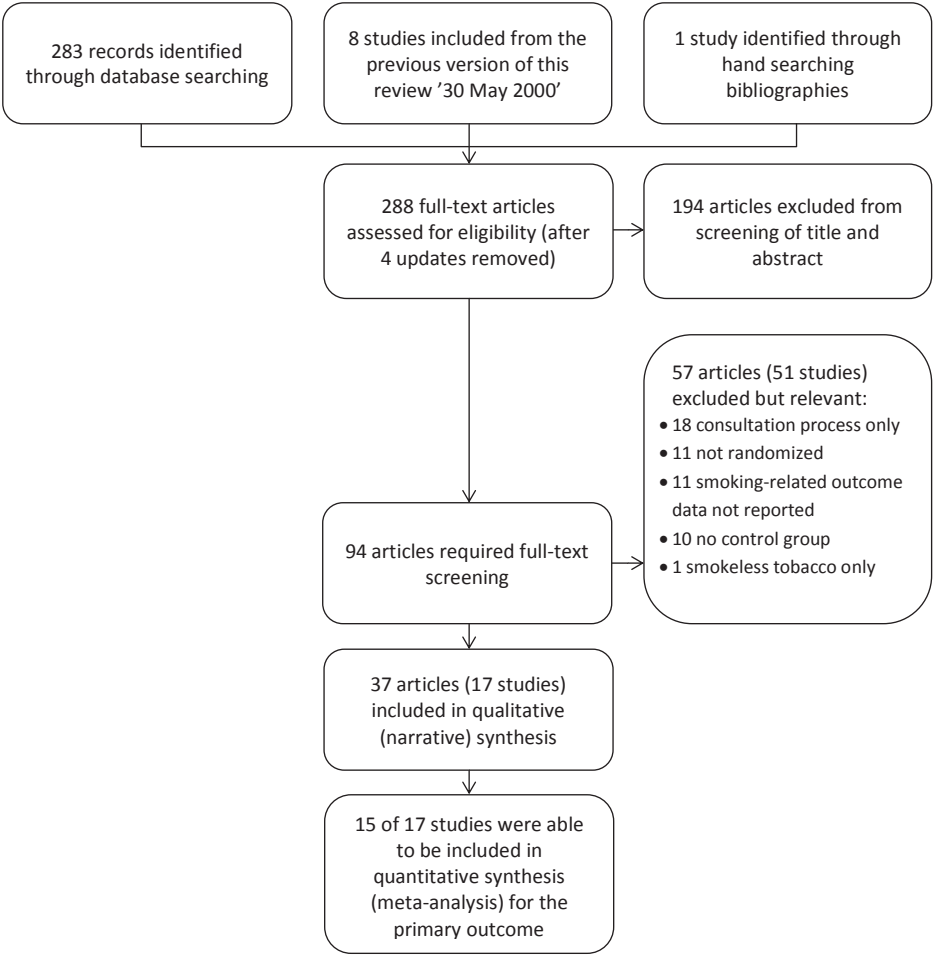 283 records identified
through database searching
8 studies included from the
previous version of this
review '30 May 2000'
1 study identified through
hand searching
bibliographies
288 full-text articles
assessed for eligibility (after
4 updates removed)
194 articles excluded from
screening of title and
abstract
57 articles (51 studies)
excluded but relevant:
• 18 consultation process only
• 11 not randomized
• 11 smoking-related outcome
data not reported
• 10 no control group
• 1 smokeless tobacco only
94 articles required full-text
screening
37 articles (17 studies)
included in qualitative
(narrative) synthesis
15 of 17 studies were able
to be included in
quantitative synthesis
(meta-analysis) for the
primary outcome